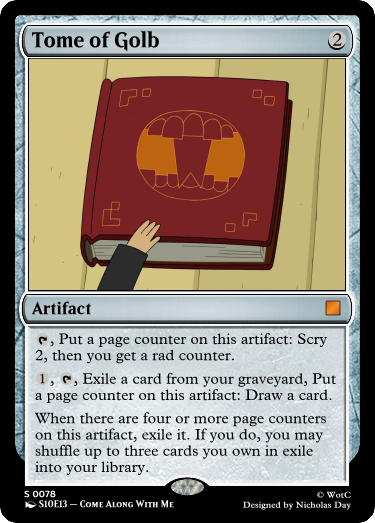 Tome of Golb 2
Artifact
, Put a page counter on this artifact: Scry
2, then you get a rad counter.
1, , Exile a card from your graveyard, Put
a page counter on this artifact: Draw a card.
When there are four or more page counters
on this artifact, exile it. If you do, you may
shuffle up to three cards you own in exile
into your library.
S 0078
S10E13 – Come Along With Me
© WotC
Designed by Nicholas Day